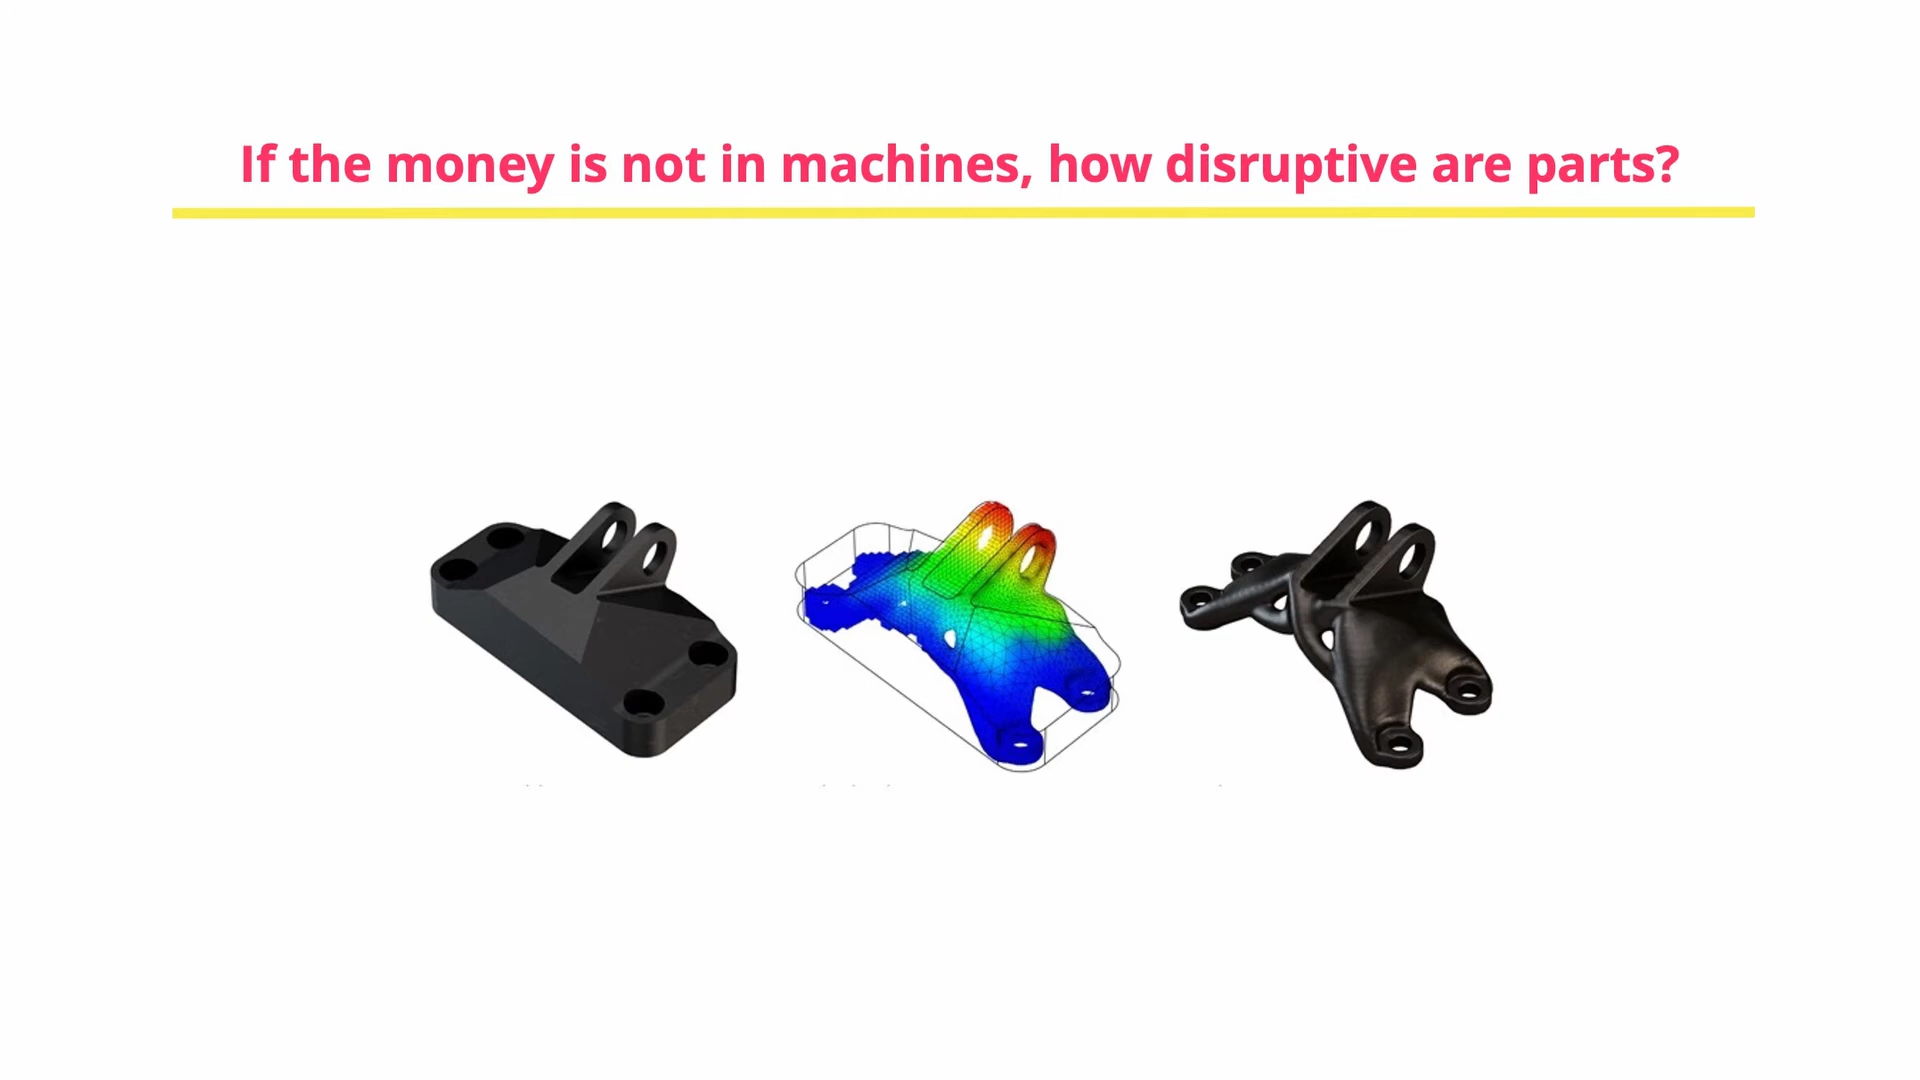 If the money is not in machines, how disruptive are parts?